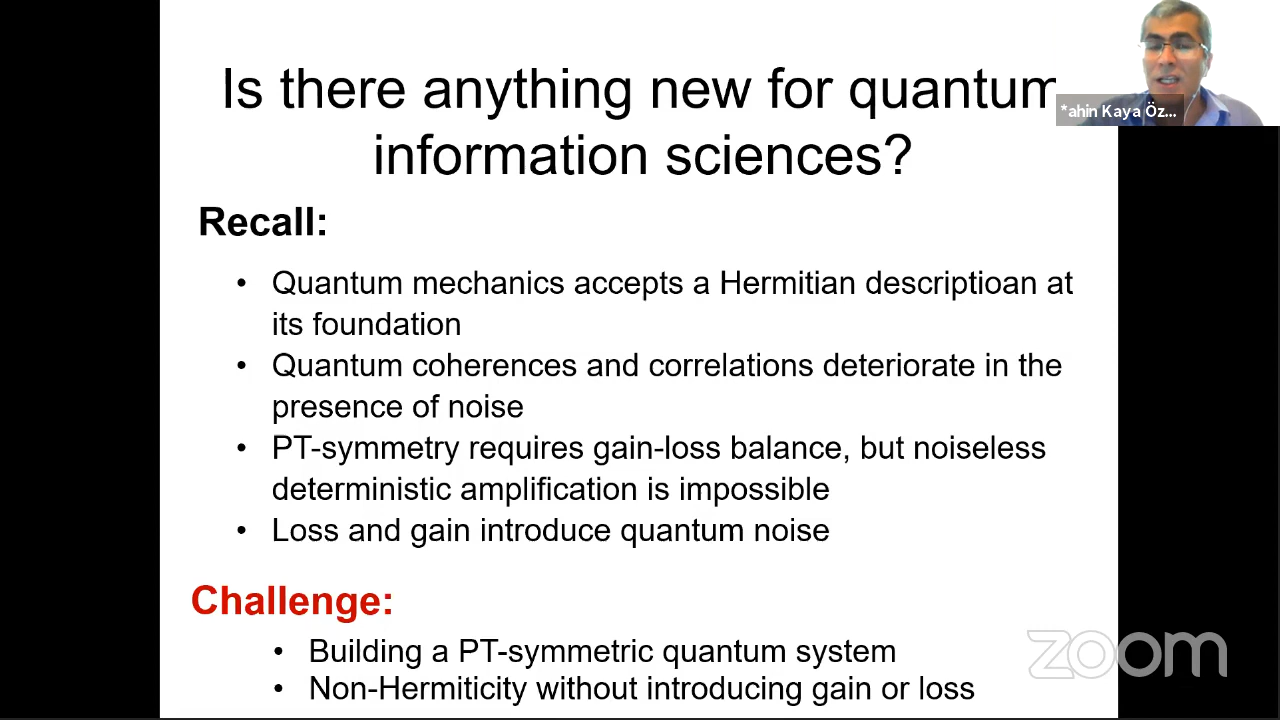 Is there anything new for quantum
information sciences?
*ahin Kaya Öz...
Recall:
• Quantum mechanics accepts a Hermitian descriptioan at
its foundation
• Quantum coherences and correlations deteriorate in the
presence of noise
• PT-symmetry requires gain-loss balance, but noiseless
deterministic amplification is impossible
• Loss and gain introduce quantum noise
Challenge:
• Building a PT-symmetric quantum system
• Non-Hermiticity without introducing gain or loss
zoom